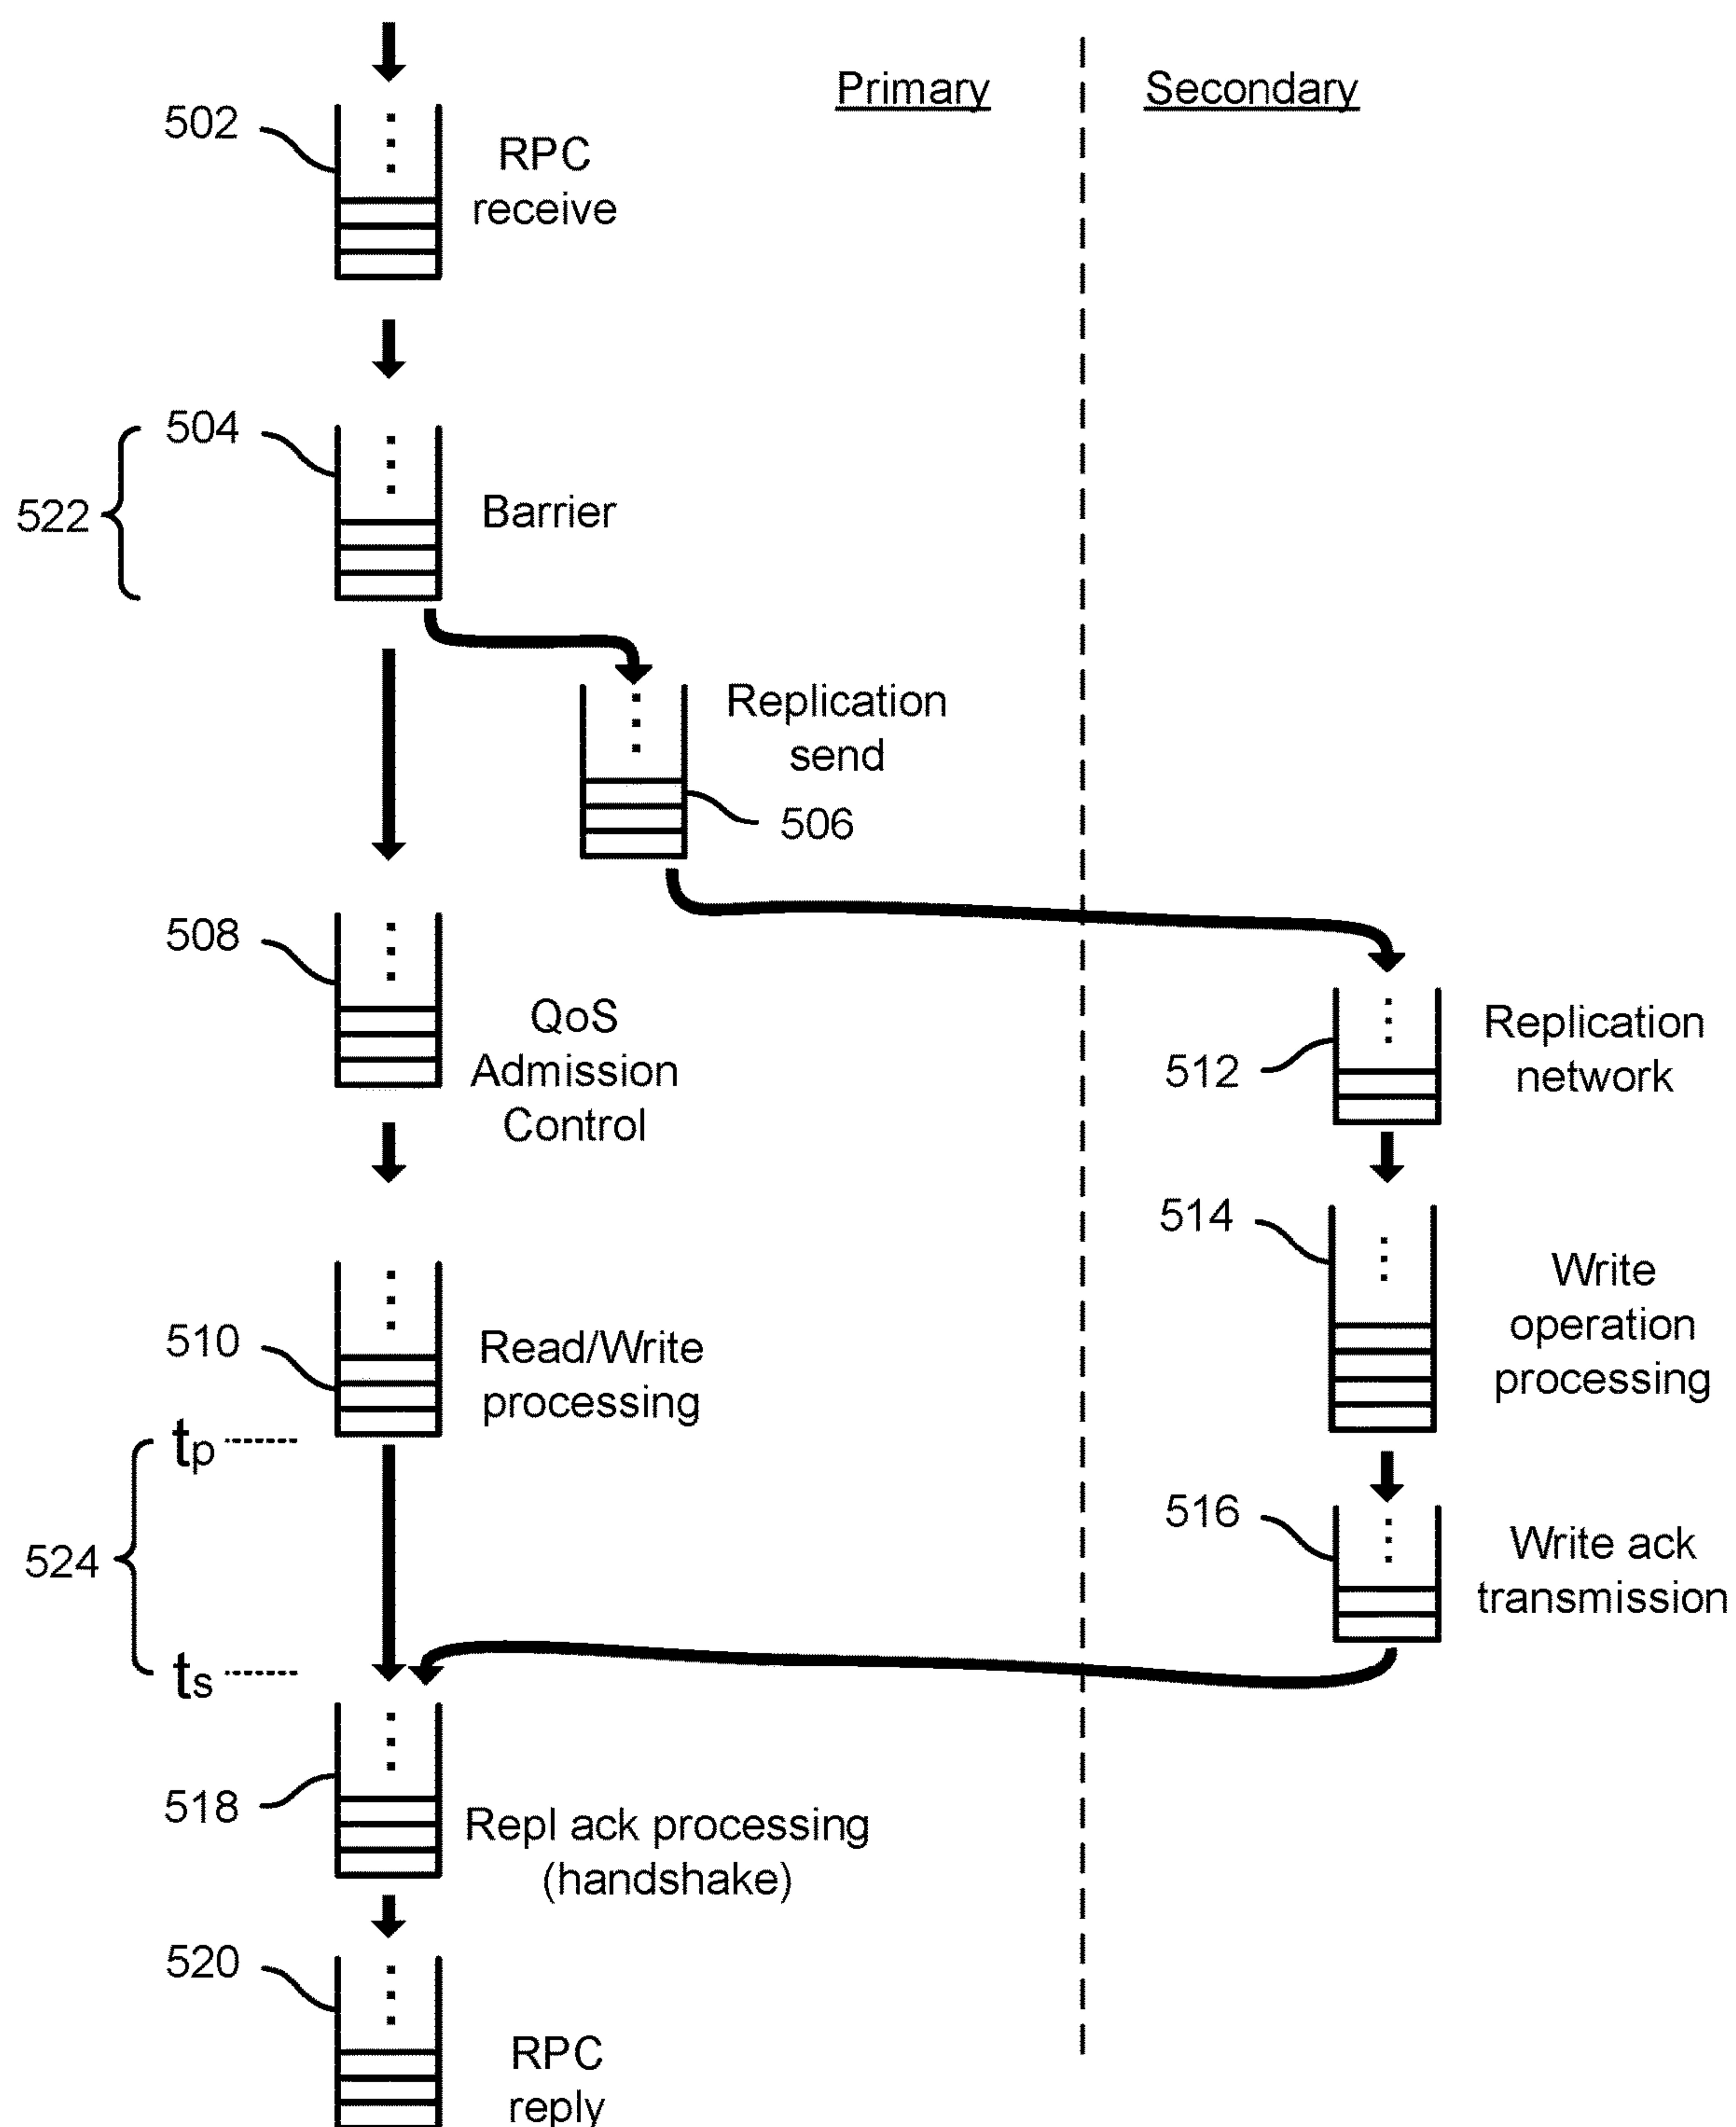 Primary
Secondary
502
RPC
receive
504
522
Barrier
Replication
send
506
508
QoS
Admission
Control
512
Replication
network
514
Write
operation
processing
510
Read/Write
processing
tp
524
ts
516
Write ack
transmission
518
Repl ack processing
(handshake)
520
RPC
reply